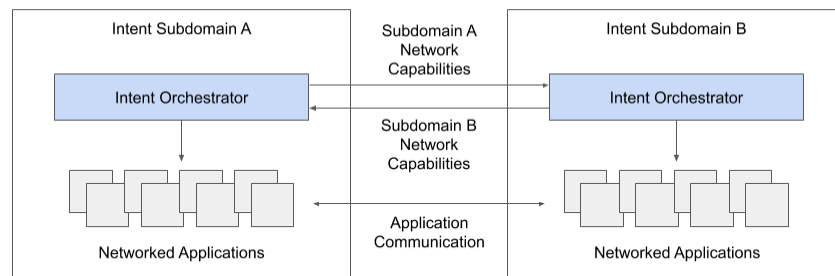 Intent Subdomain A
Subdomain A
Network
Capabilities
Intent Subdomain B
Intent Orchestrator
Intent Orchestrator
Subdomain B
Network
Capabilities
Application
Communication
Networked Applications
Networked Applications